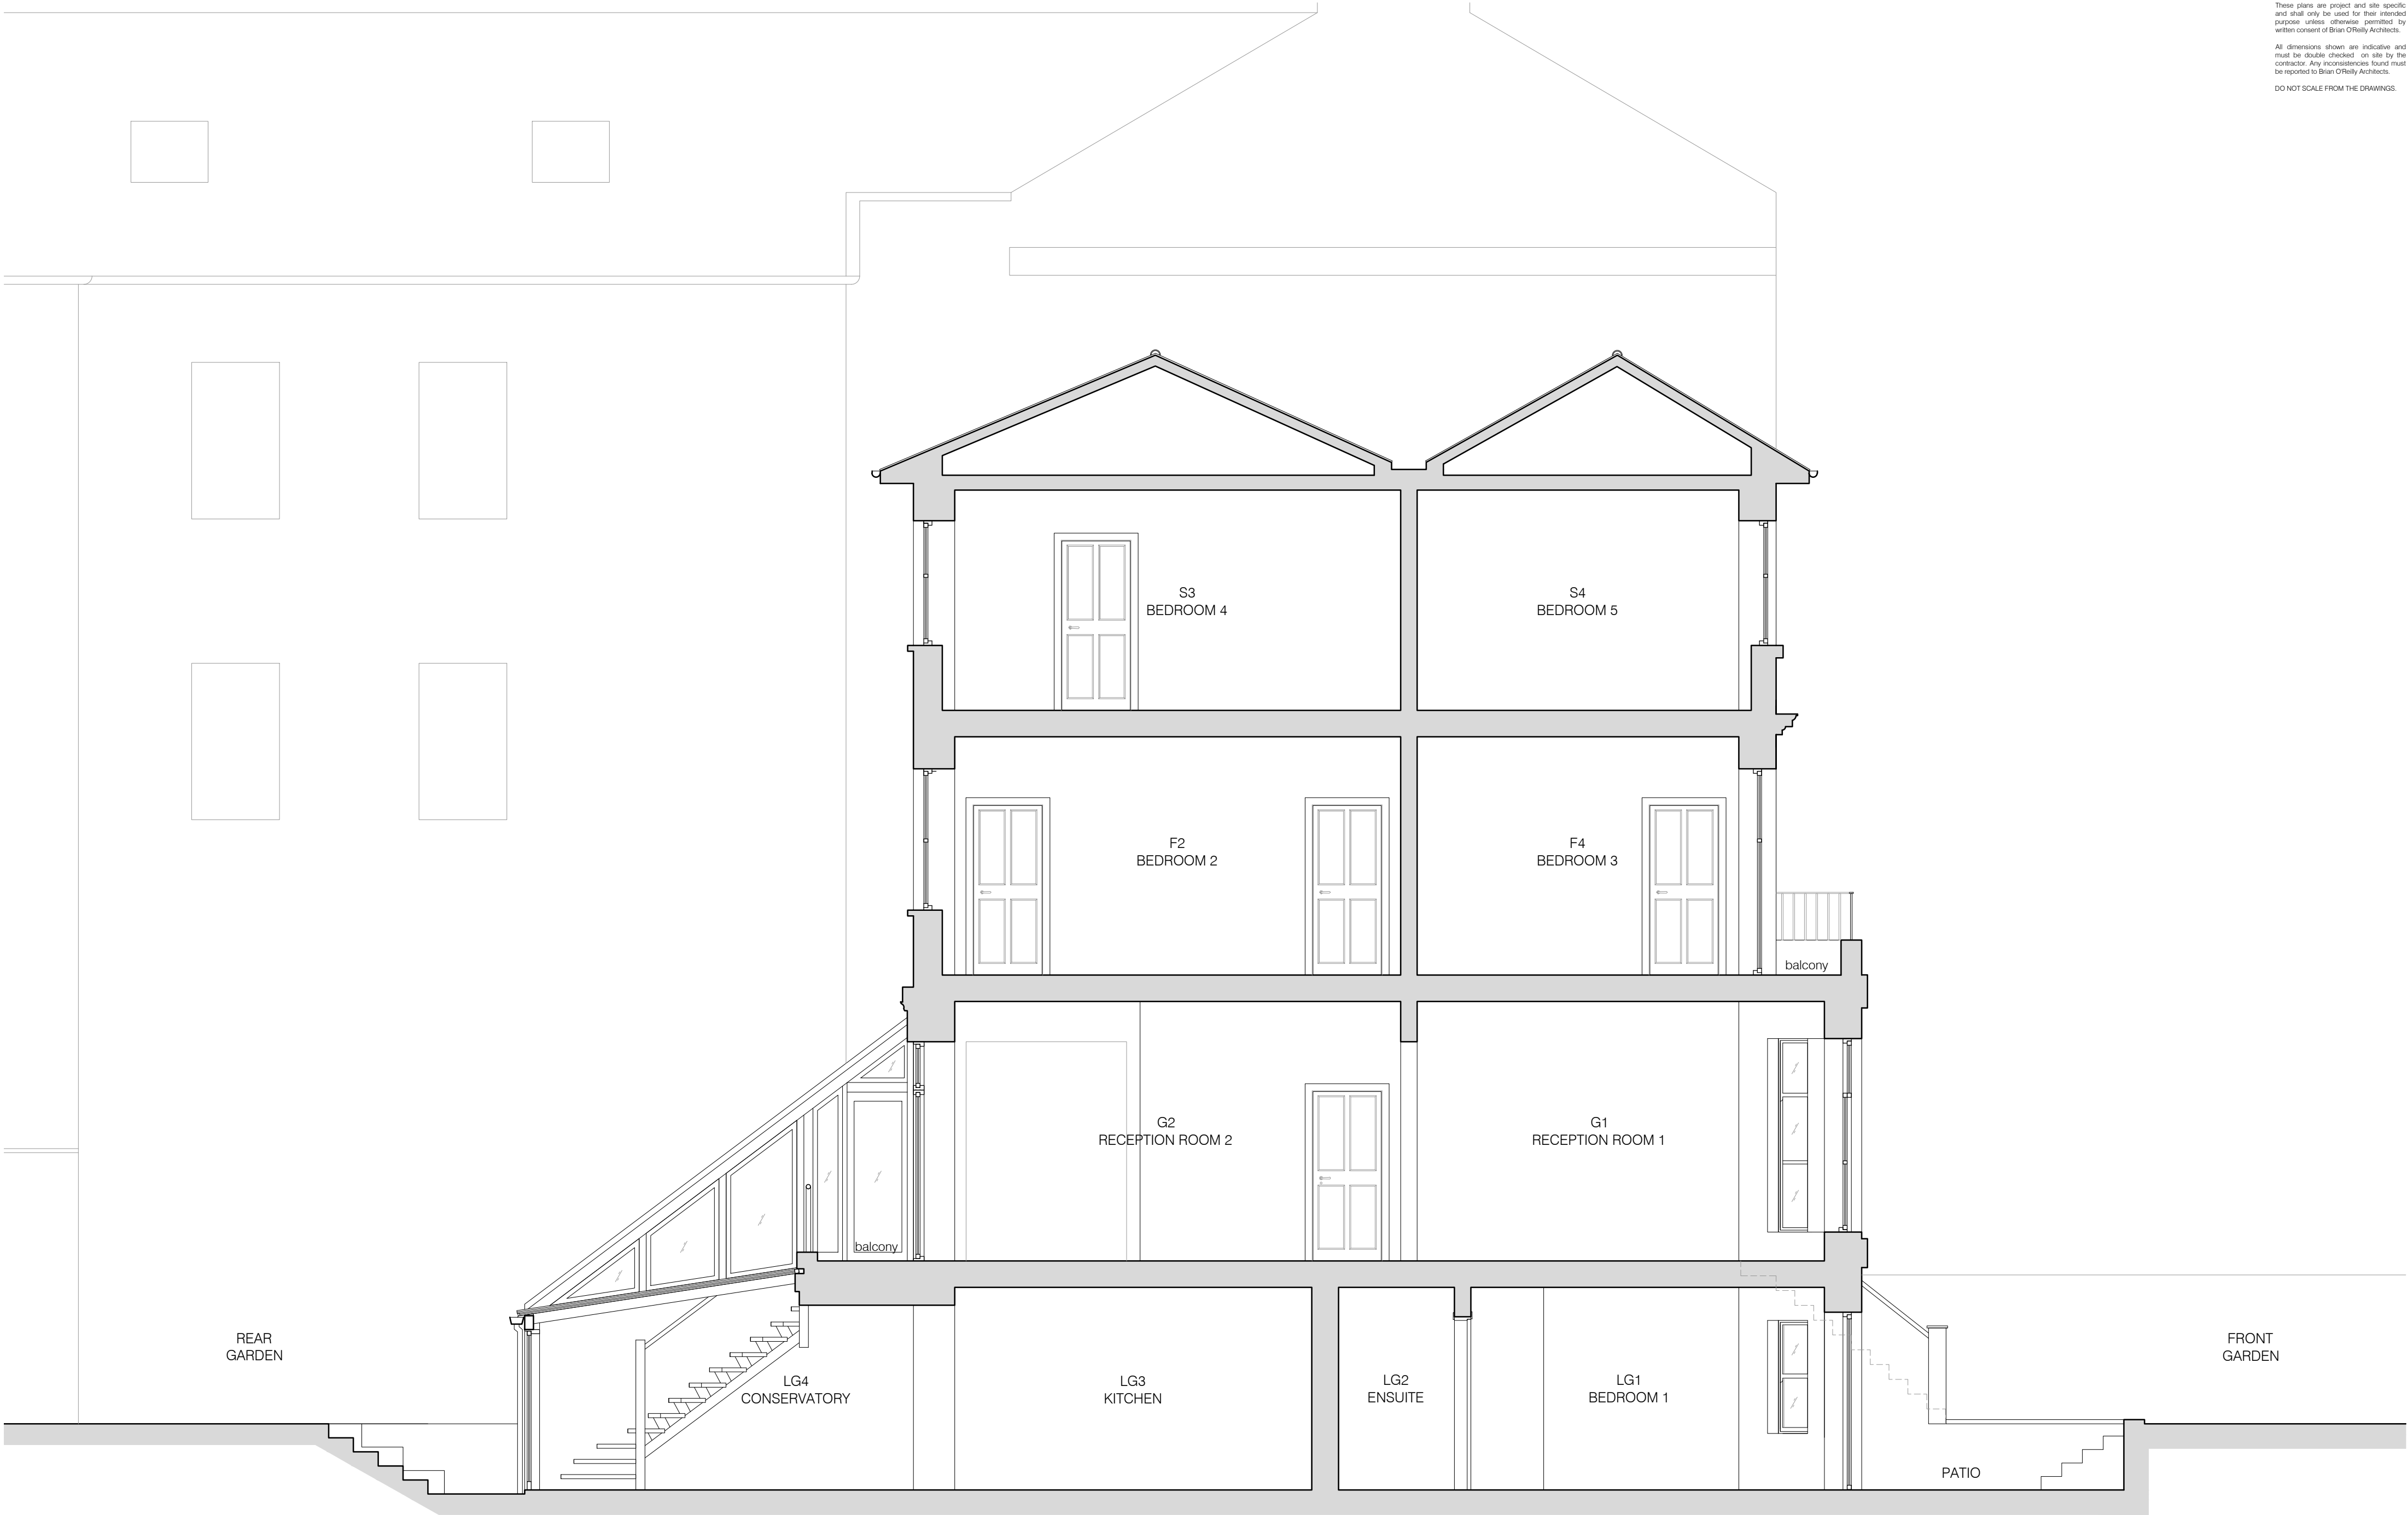 These plans are project and site specific
and shall only be used for their intended
purpose unless otherwise permitted by
written consent of Brian O'Reilly Architects.
All dimensions shown are indicative and
must be double checked on site by the
contractor. Any inconsistencies found must
be reported to Brian O'Reilly Architects.
DO NOT SCALE FROM THE DRAWINGS.
S3
BEDROOM 4
S4
BEDROOM 5
F2
BEDROOM 2
F4
BEDROOM 3
balcony
G2
RECEPTION ROOM 2
G1
RECEPTION ROOM 1
balcony
REAR
GARDEN
LG4
CONSERVATORY
LG3
KITCHEN
LG2
ENSUITE
LG1
BEDROOM 1
FRONT
GARDEN
PATIO